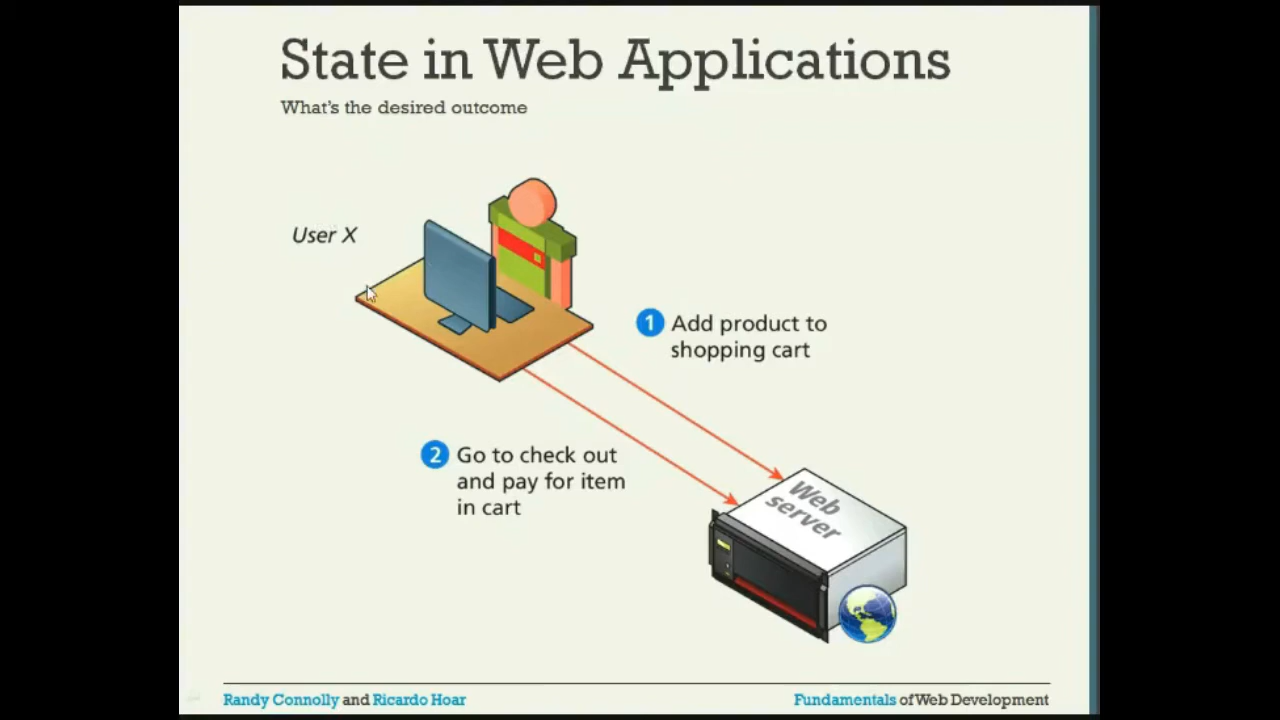 State in Web Applications
What's the desired outcome
User X
1 Add product to
shopping cart
2 Go to check out
and pay for item
in cart
Web
server
Randy Connolly and Ricardo Hoar
Fundamentals of Web Development